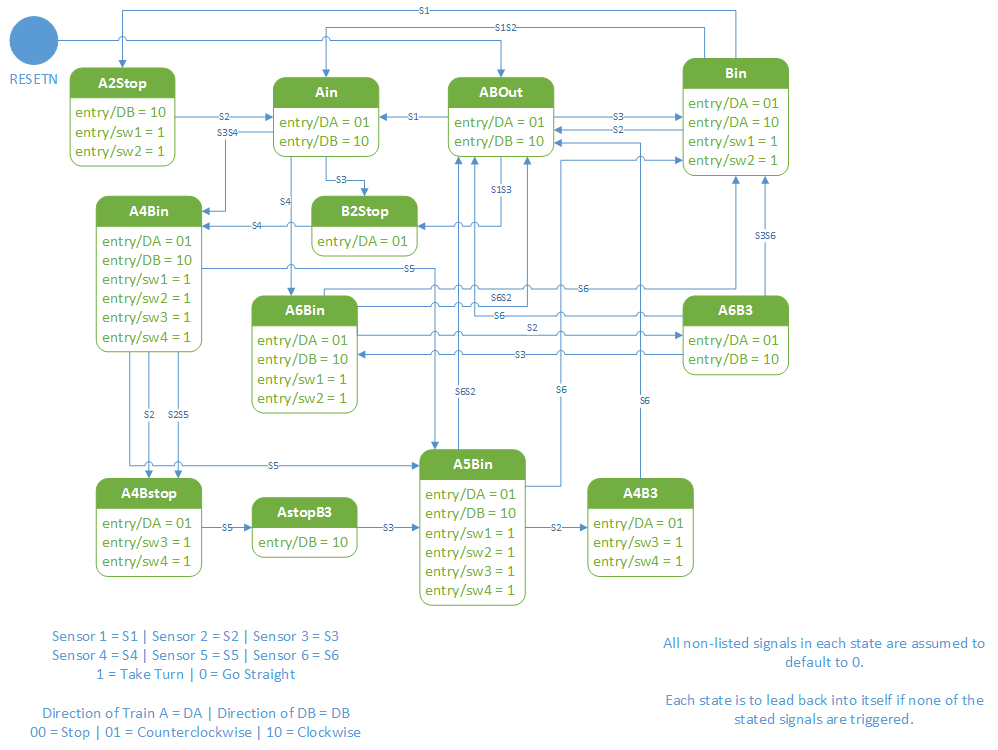 S1
S1S2
RESETN
A2Stop
entry/DB = 10
entry/sw1 = 1
entry/sw2 = 1
S2
S3S4
Ain
entry/DA = 01
entry/DB = 10
S1
ABOut
entry/DA = 01
entry/DB = 10
S3
S2
Bin
entry/DA = 01
entry/DA = 10
entry/sw1 = 1
entry/sw2 = 1
S3
S4
S1S3
A4Bin
entry/DA = 01
entry/DB = 10
entry/sw1 = 1
entry/sw2 = 1
entry/sw3 = 1
entry/sw4 = 1
S4
B2Stop
entry/DA = 01
S3S6
S5
S6
S6S2
S6
S2
S3
A6Bin
entry/DA = 01
entry/DB = 10
entry/sw1 = 1
entry/sw2 = 1
A6B3
entry/DA = 01
entry/DB = 10
S6S2
S6
S6
S2
S2S5
S5
A4Bstop
entry/DA = 01
entry/sw3 = 1
entry/sw4 = 1
S5
AstopB3
entry/DB = 10
S3
A5Bin
entry/DA = 01
entry/DB = 10
entry/sw1 = 1
entry/sw2 = 1
entry/sw3 = 1
entry/sw4 = 1
S2
A4B3
entry/DA = 01
entry/sw3 = 1
entry/sw4 = 1
Sensor 1 = S1 | Sensor 2 = S2 | Sensor 3 = S3
Sensor 4 = S4 | Sensor 5 = S5 | Sensor 6 = S6
1 = Take Turn | 0 = Go Straight
Direction of Train A = DA | Direction of DB = DB
00 = Stop | 01 = Counterclockwise | 10 = Clockwise
All non-listed signals in each state are assumed to
default to 0.
Each state is to lead back into itself if none of the
stated signals are triggered.